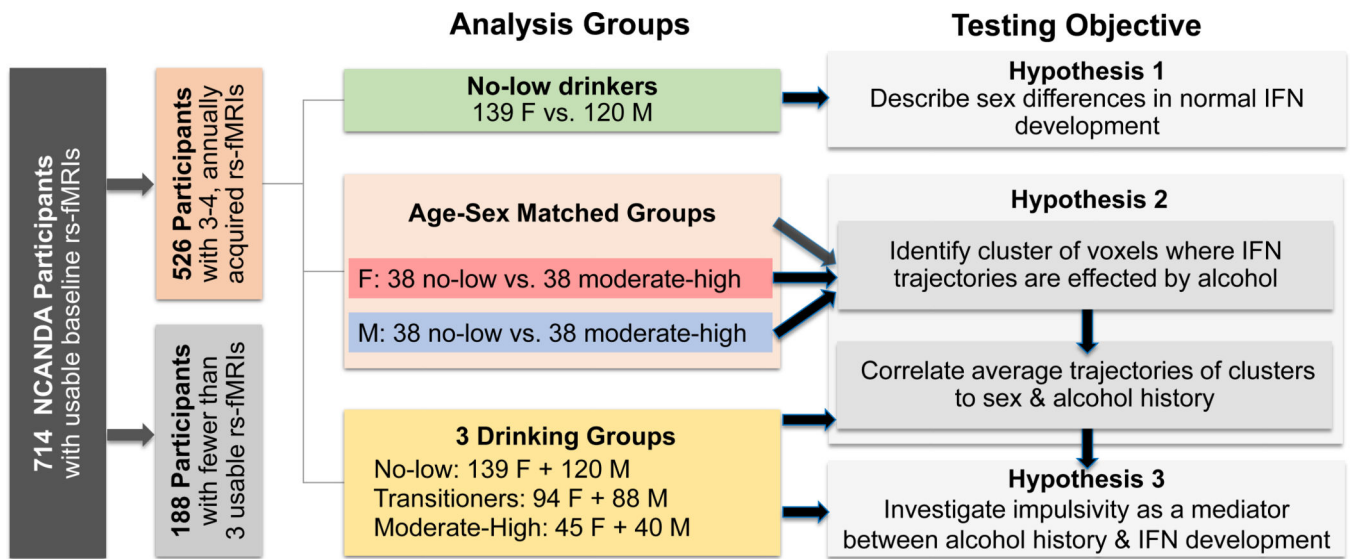 Analysis Groups
Testing Objective
714 NCANDA Participants
with usable baseline rs-fMRIs
526 Participants
with 3-4, annually
acquired rs-fMRIs
188 Participants
with fewer than
3 usable rs-fMRIs
No-low drinkers
139 F vs. 120 M
Age-Sex Matched Groups
F: 38 no-low vs. 38 moderate-high
M: 38 no-low vs. 38 moderate-high
3 Drinking Groups
No-low: 139 F + 120 M
Transitioners: 94 F + 88 M
Moderate-High: 45 F + 40 M
Hypothesis 1
Describe sex differences in normal IFN
development
Hypothesis 2
Identify cluster of voxels where IFN
trajectories are effected by alcohol
Correlate average trajectories of clusters
to sex & alcohol history
Hypothesis 3
Investigate impulsivity as a mediator
between alcohol history & IFN development